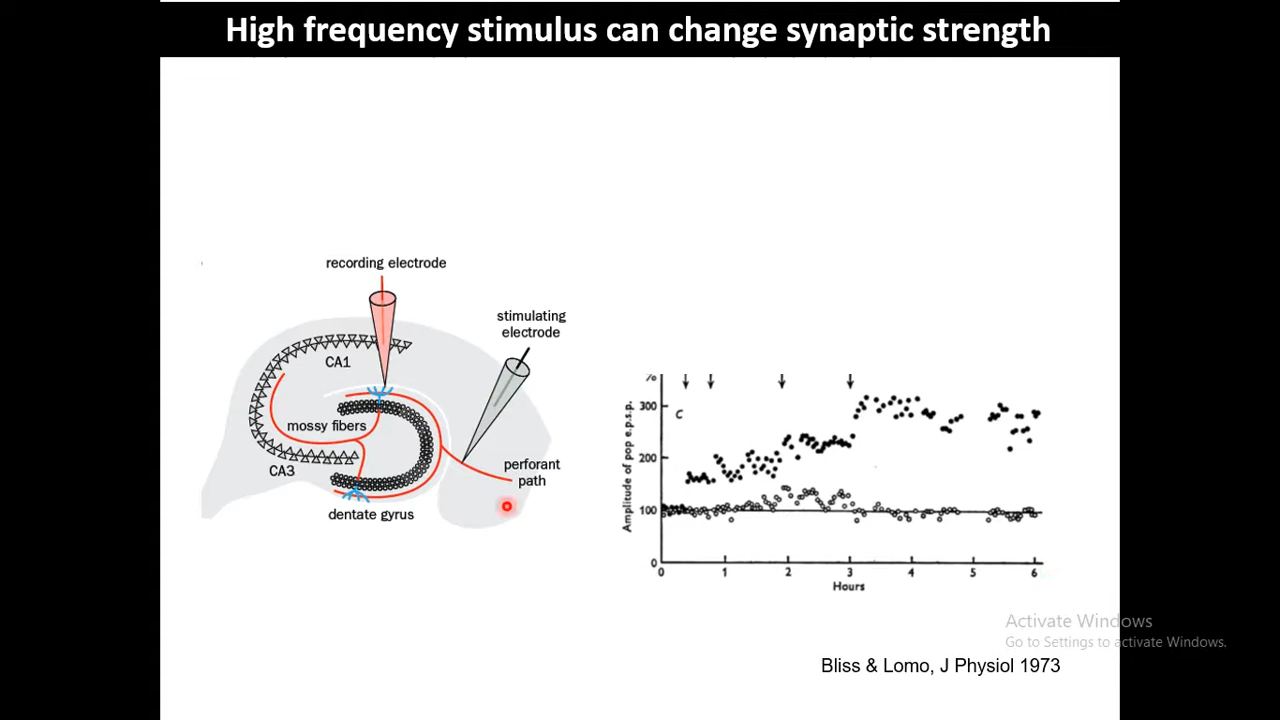 High frequency stimulus can change synaptic strength
recording electrode
stimulating
electrode
CA1
mossy fibers
CA3
perforant
path
dentate gyrus
%
300
200
100
0
Amplitude of pop e.p.s.p.
C
0 1 2 3 4 5 6
Hours
Activate Windows
Go to Settings to activate Windows.
Bliss & Lomo, J Physiol 1973